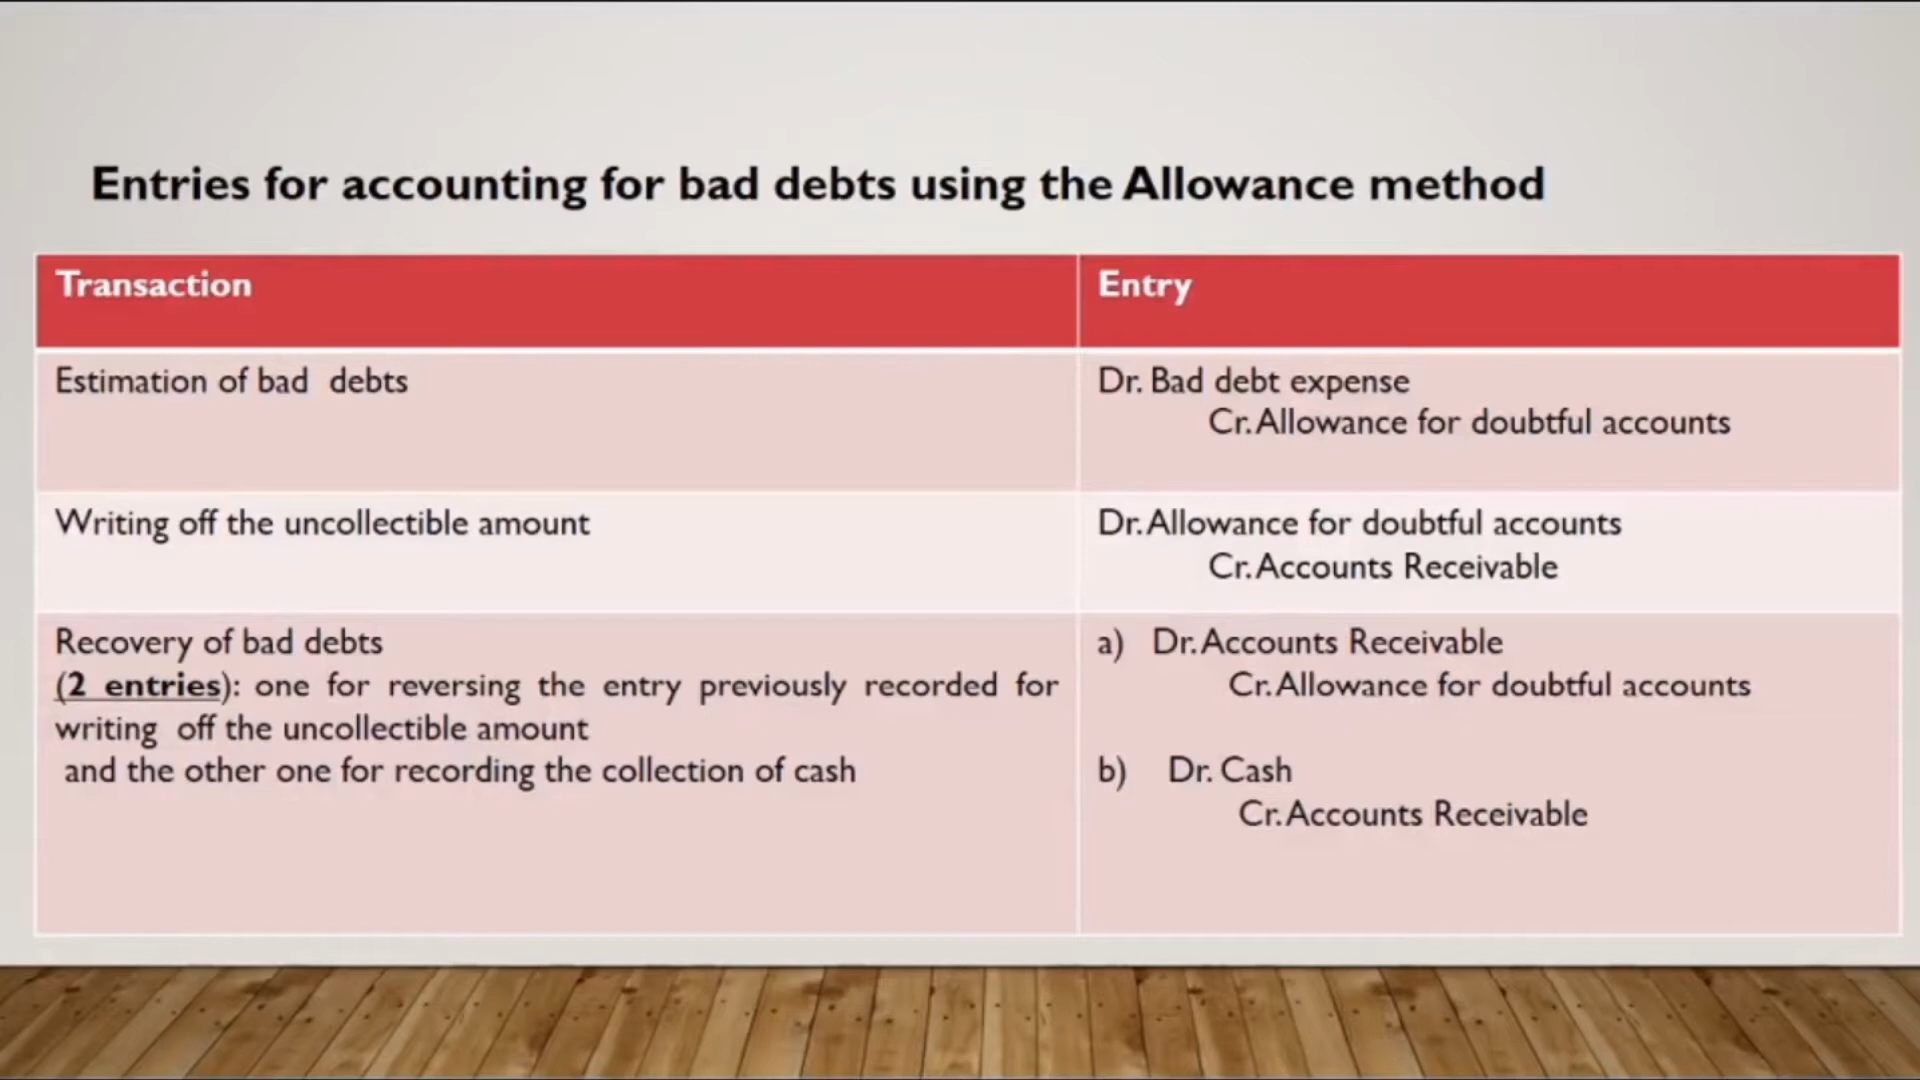 Entries for accounting for bad debts using the Allowance method
Transaction
Entry
Estimation of bad debts
Dr. Bad debt expense
Cr. Allowance for doubtful accounts
Writing off the uncollectible amount
Dr. Allowance for doubtful accounts
Cr. Accounts Receivable
Recovery of bad debts
(2 entries): one for reversing the entry previously recorded for
writing off the uncollectible amount
and the other one for recording the collection of cash
a) Dr. Accounts Receivable
Cr. Allowance for doubtful accounts
b) Dr. Cash
Cr. Accounts Receivable